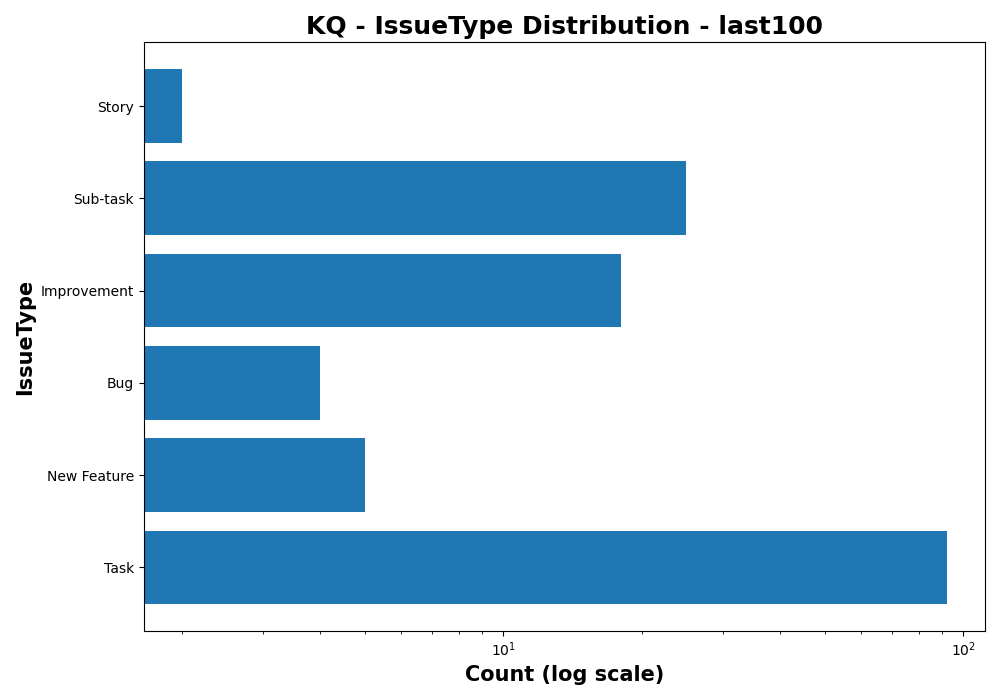 KQ - IssueType Distribution - last100
IssueType
Story
Sub-task
Improvement
Bug
New Feature
Task
10¹
10²
Count (log scale)